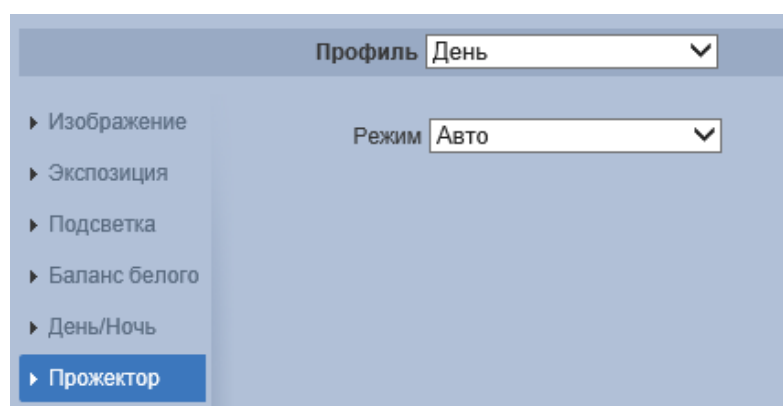 Профиль День
Изображение
Режим Авто
Экспозиция
Подсветка
Баланс белого
День/Ночь
Прожектор